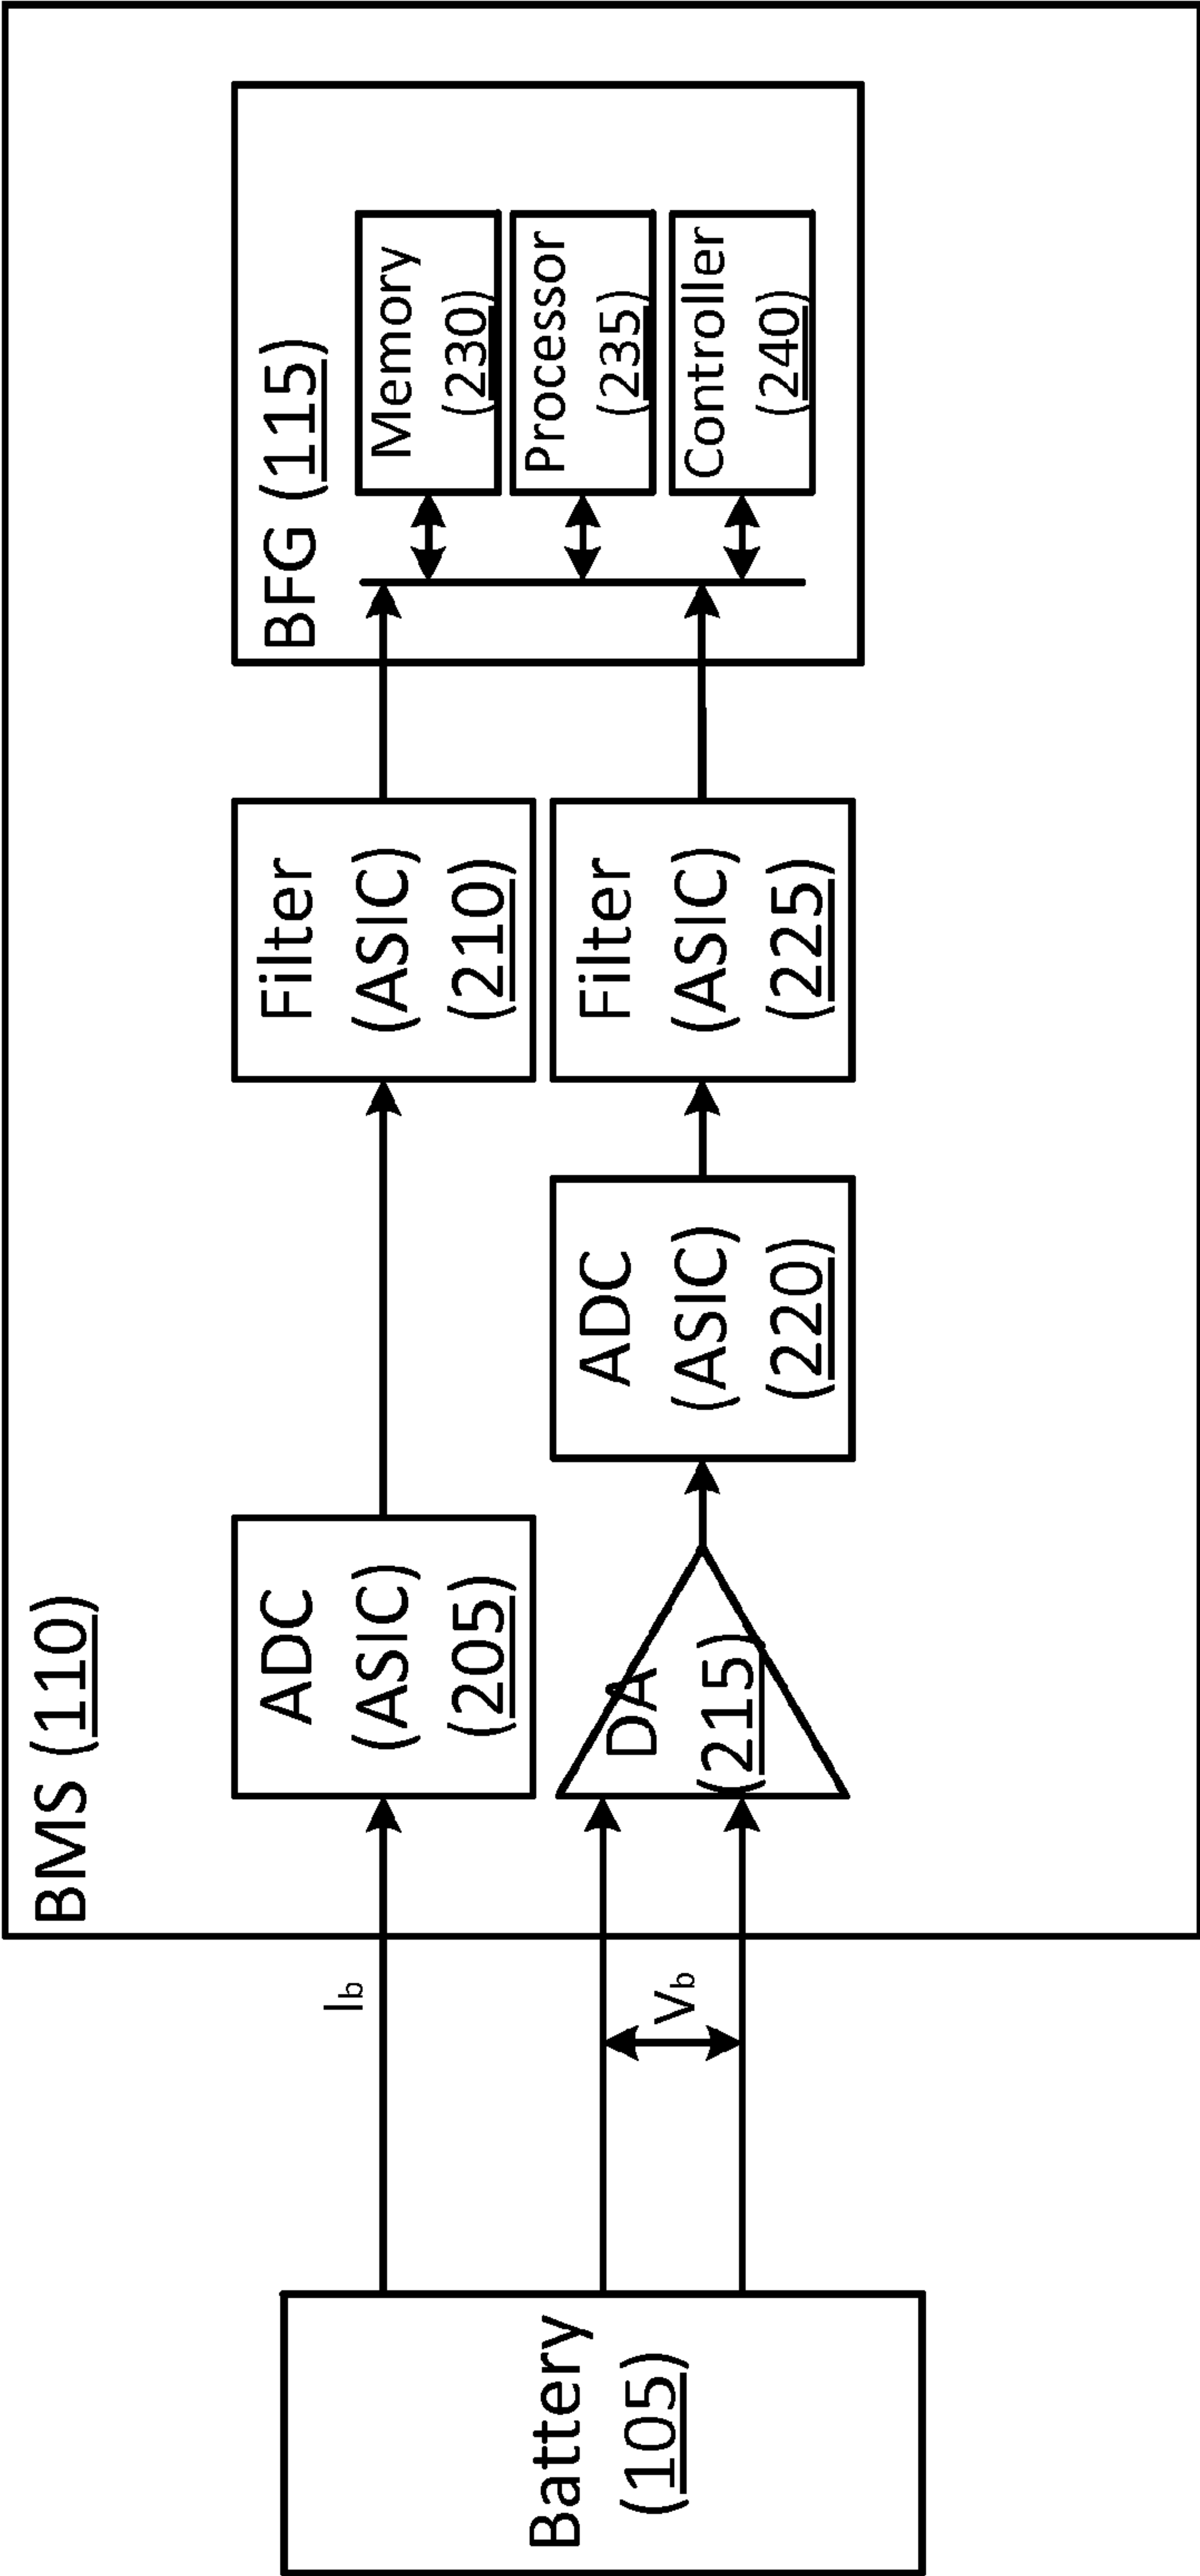 BMS (110)
BFG (115)
Battery
(105)
Ib
Vb
ADC
(ASIC)
(205)
Filter
(ASIC)
(210)
DA
(215)
ADC
(ASIC)
(220)
Filter
(ASIC)
(225)
Memory
(230)
Processor
(235)
Controller
(240)